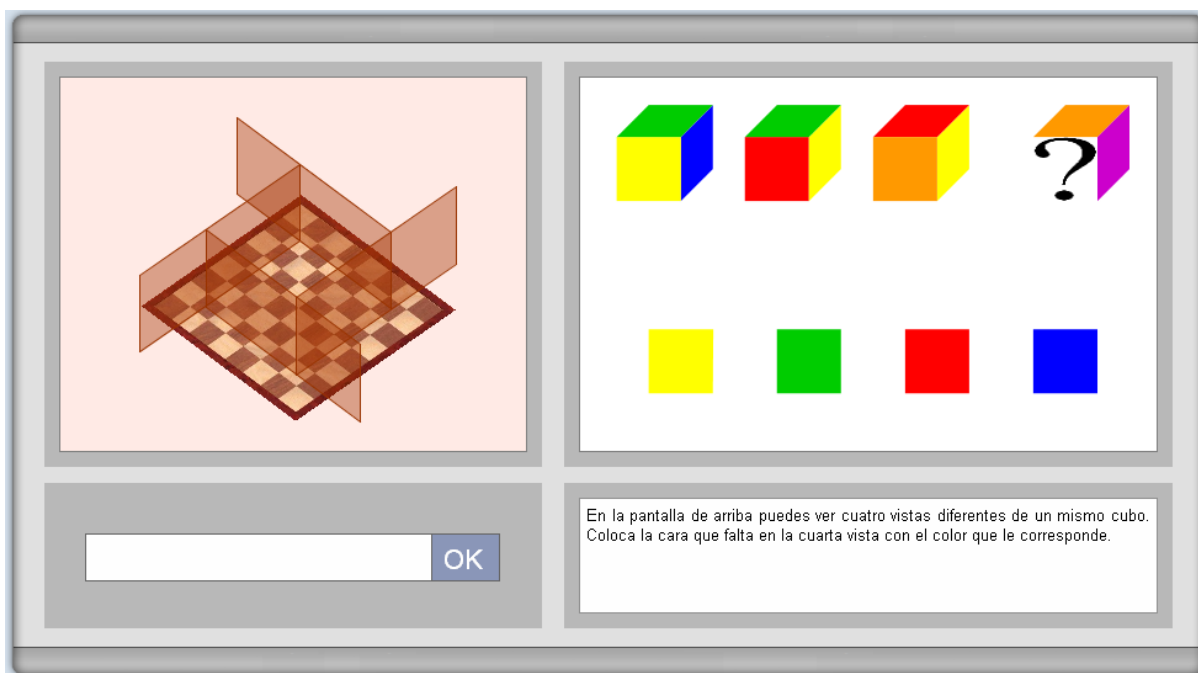 ?
OK
En la pantalla de arriba puedes ver cuatro vistas diferentes de un mismo cubo.
Coloca la cara que falta en la cuarta vista con el color que le corresponde.